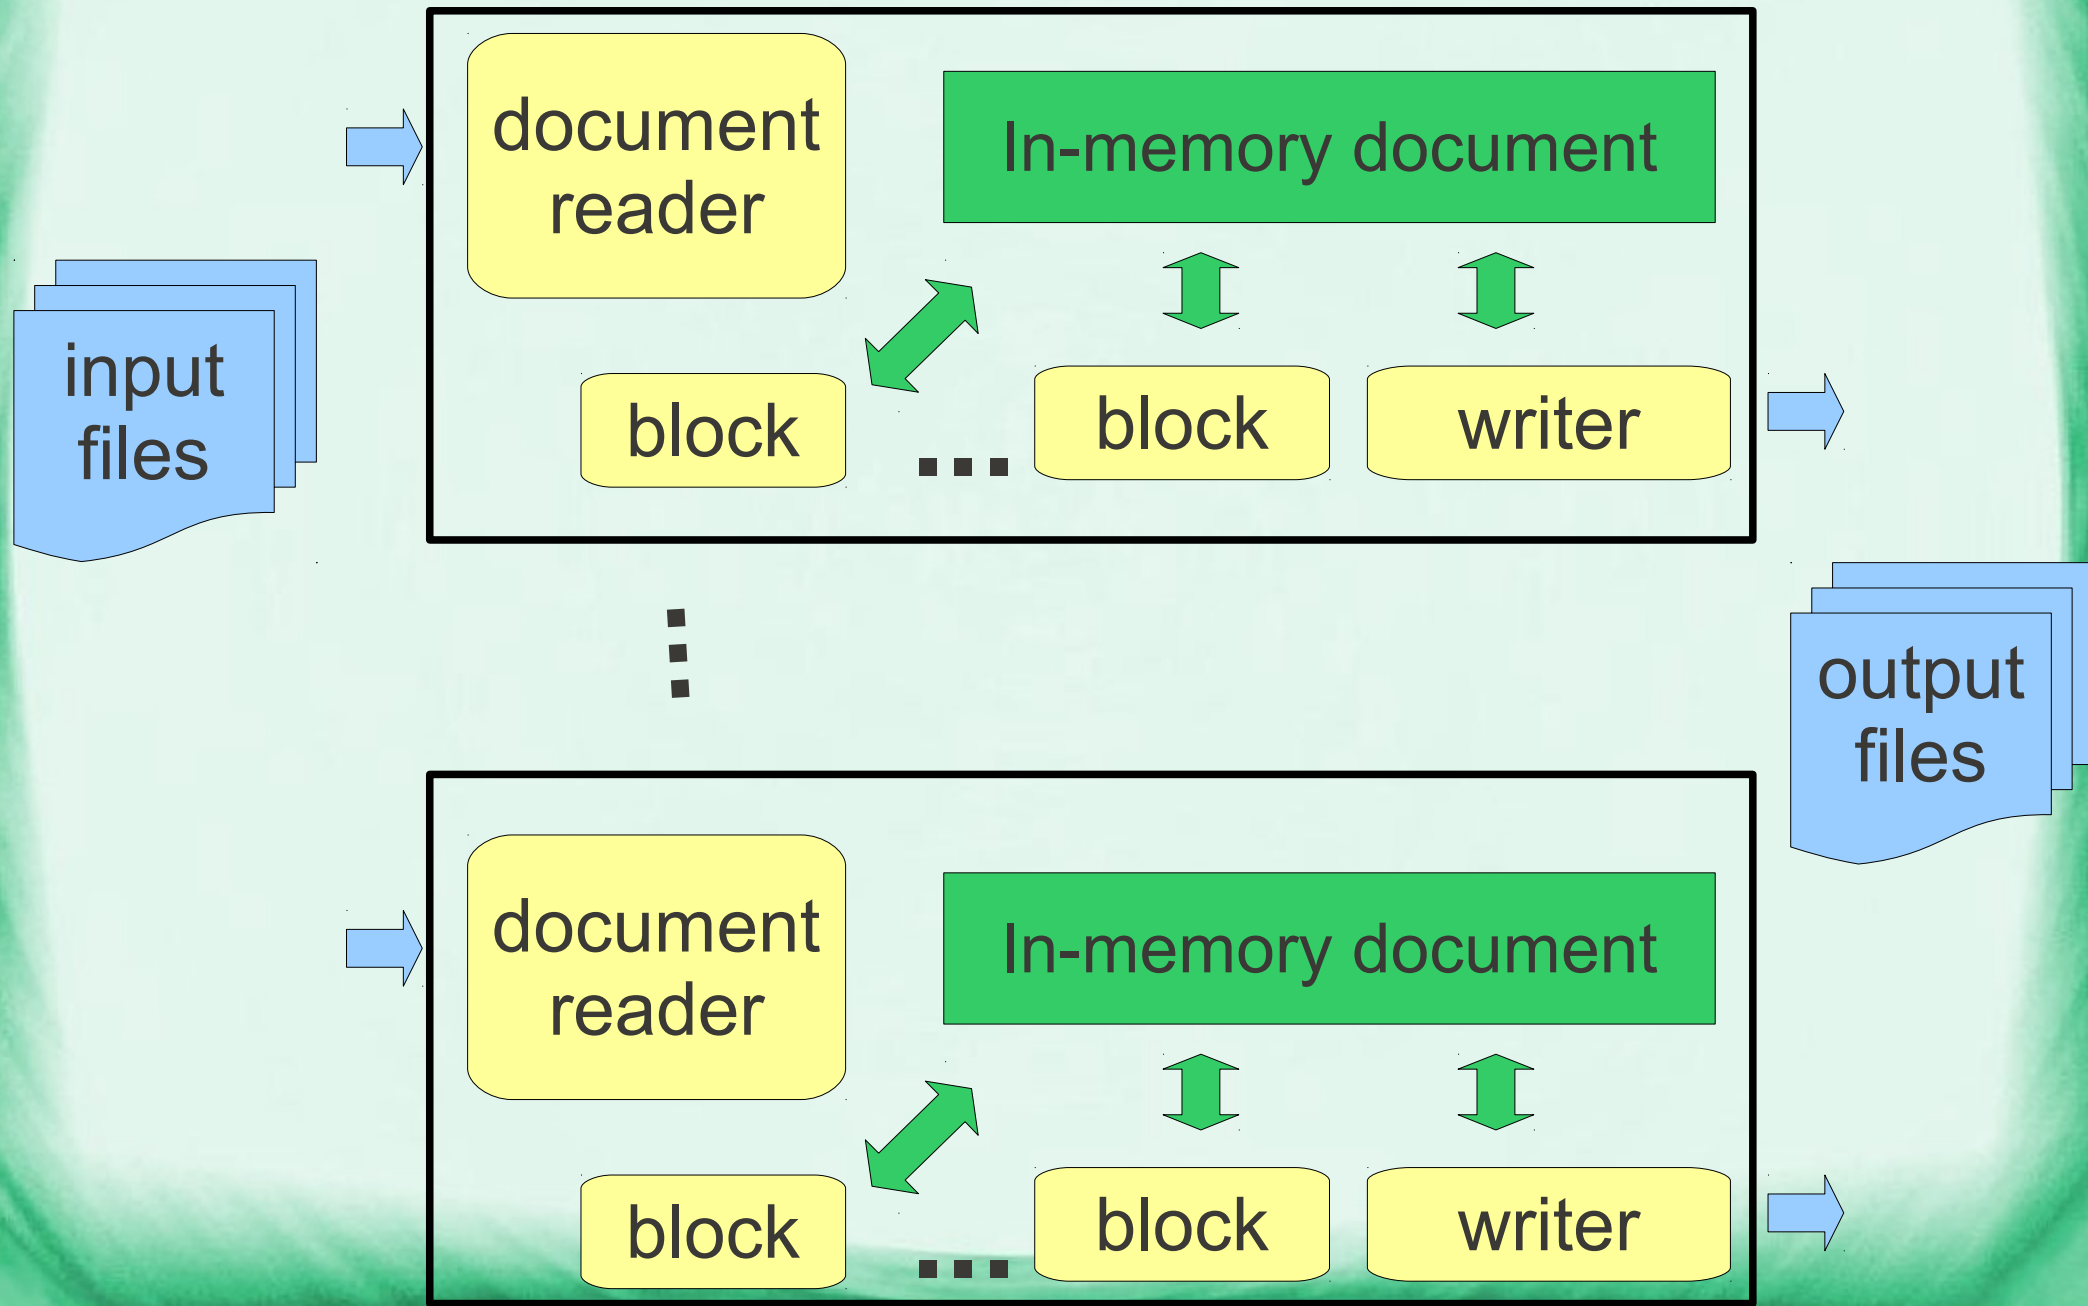 input
files
document
reader
In-memory document
block
...
block
writer
...
document
reader
In-memory document
block
...
block
writer
output
files